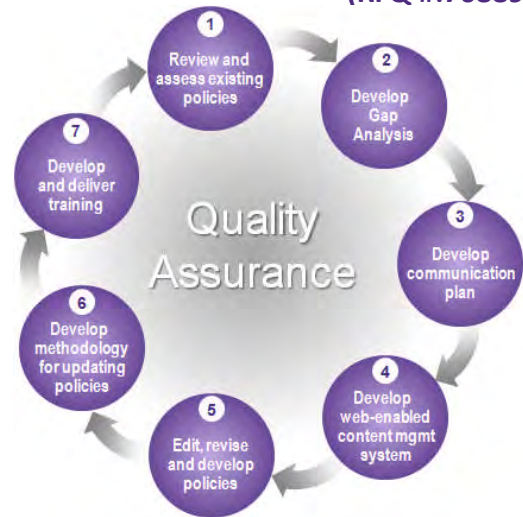 1
Review and
assess existing
policies
2
Develop
Gap
Analysis
3
Develop
communication
plan
4
Develop
web-enabled
content mgmt
system
5
Edit, revise
and develop
policies
6
Develop
methodology
for updating
policies
7
Develop
and deliver
training
Quality
Assurance